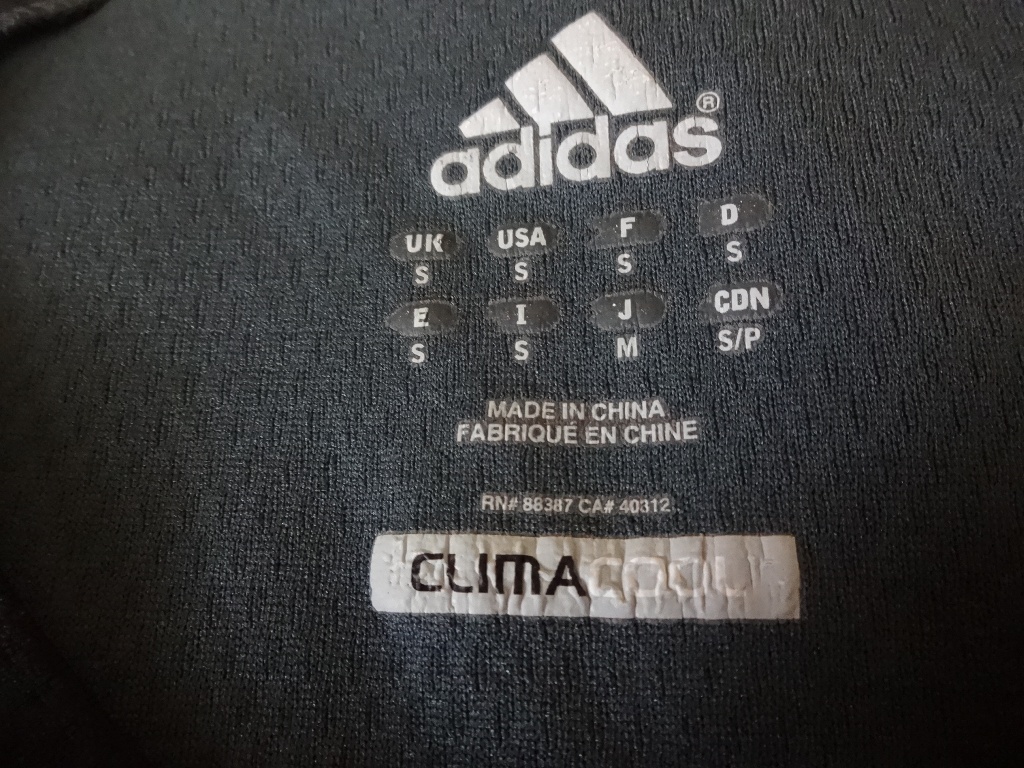 adidas®
UK USA F D
S S S S
E I J CDN
S S M S/P
MADE IN CHINA
FABRIQUÉ EN CHINE
RN# 88387 CA# 40312
CLIMACOOL